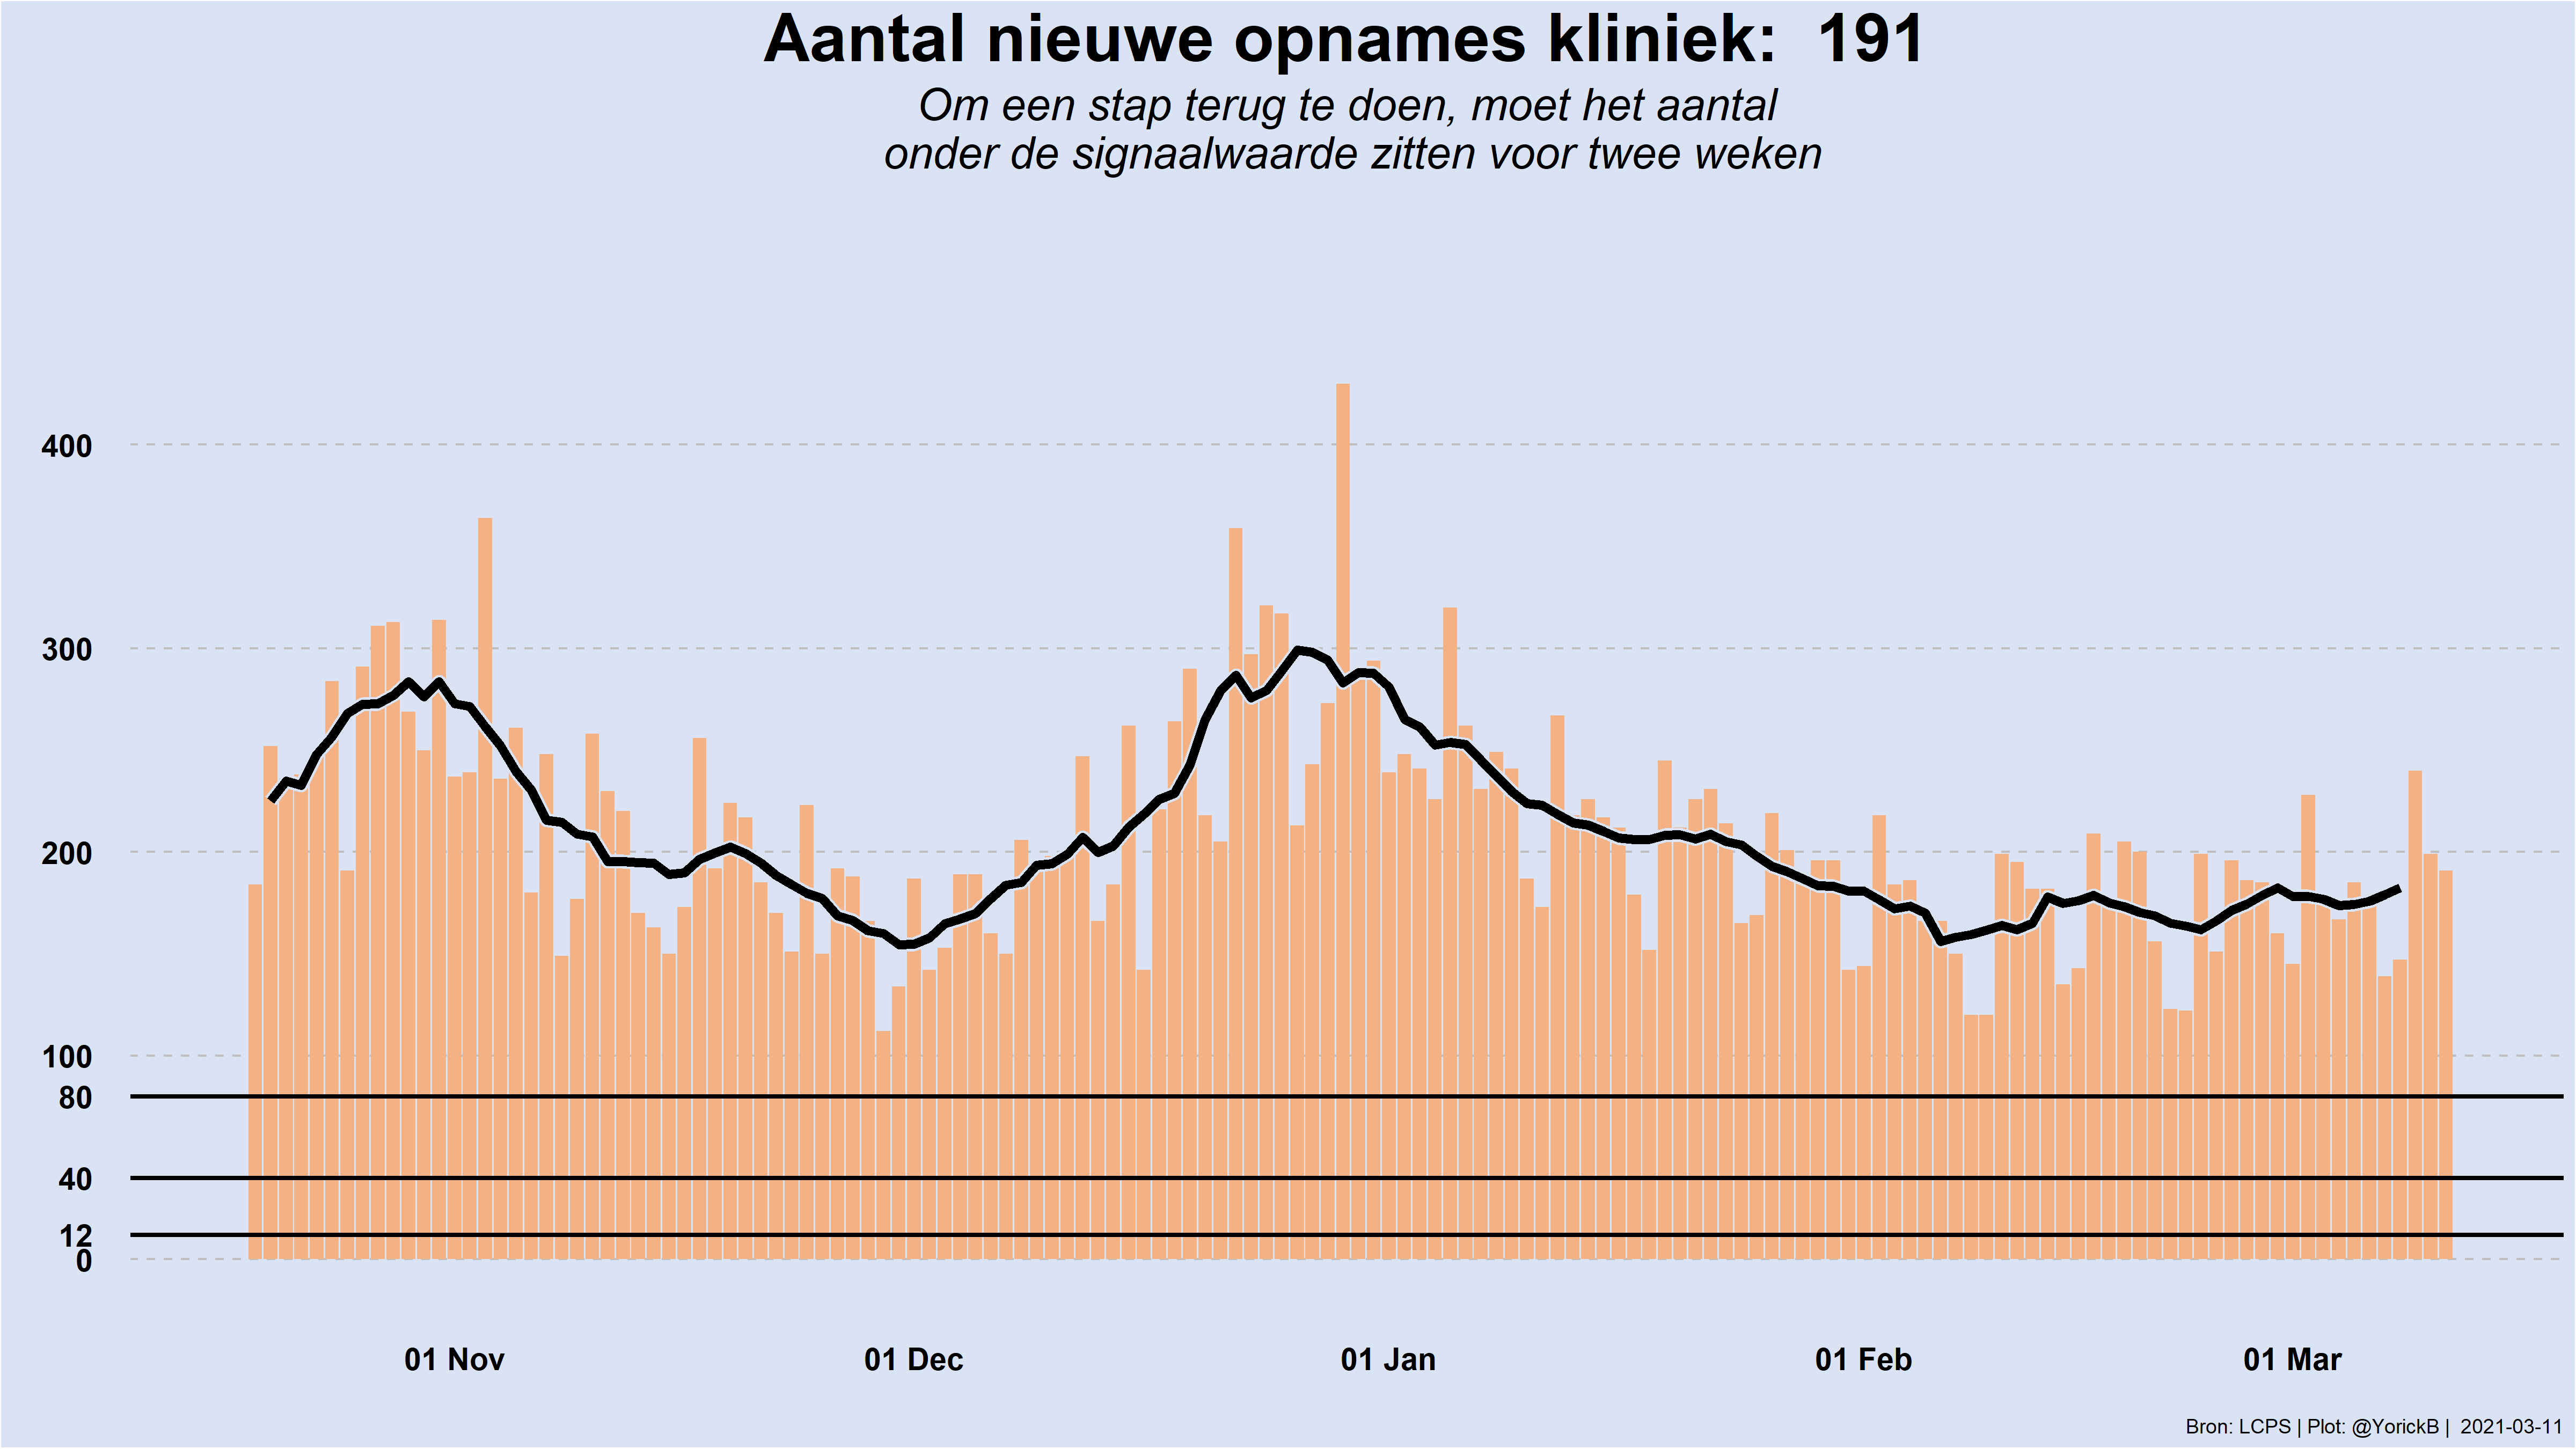 Aantal nieuwe opnames kliniek: 191
Om een stap terug te doen, moet het aantal
onder de signaalwaarde zitten voor twee weken
400
300
200
100
80
40
12
0
01 Nov
01 Dec
01 Jan
01 Feb
01 Mar
Bron: LCPS | Plot: @YorickB | 2021-03-11